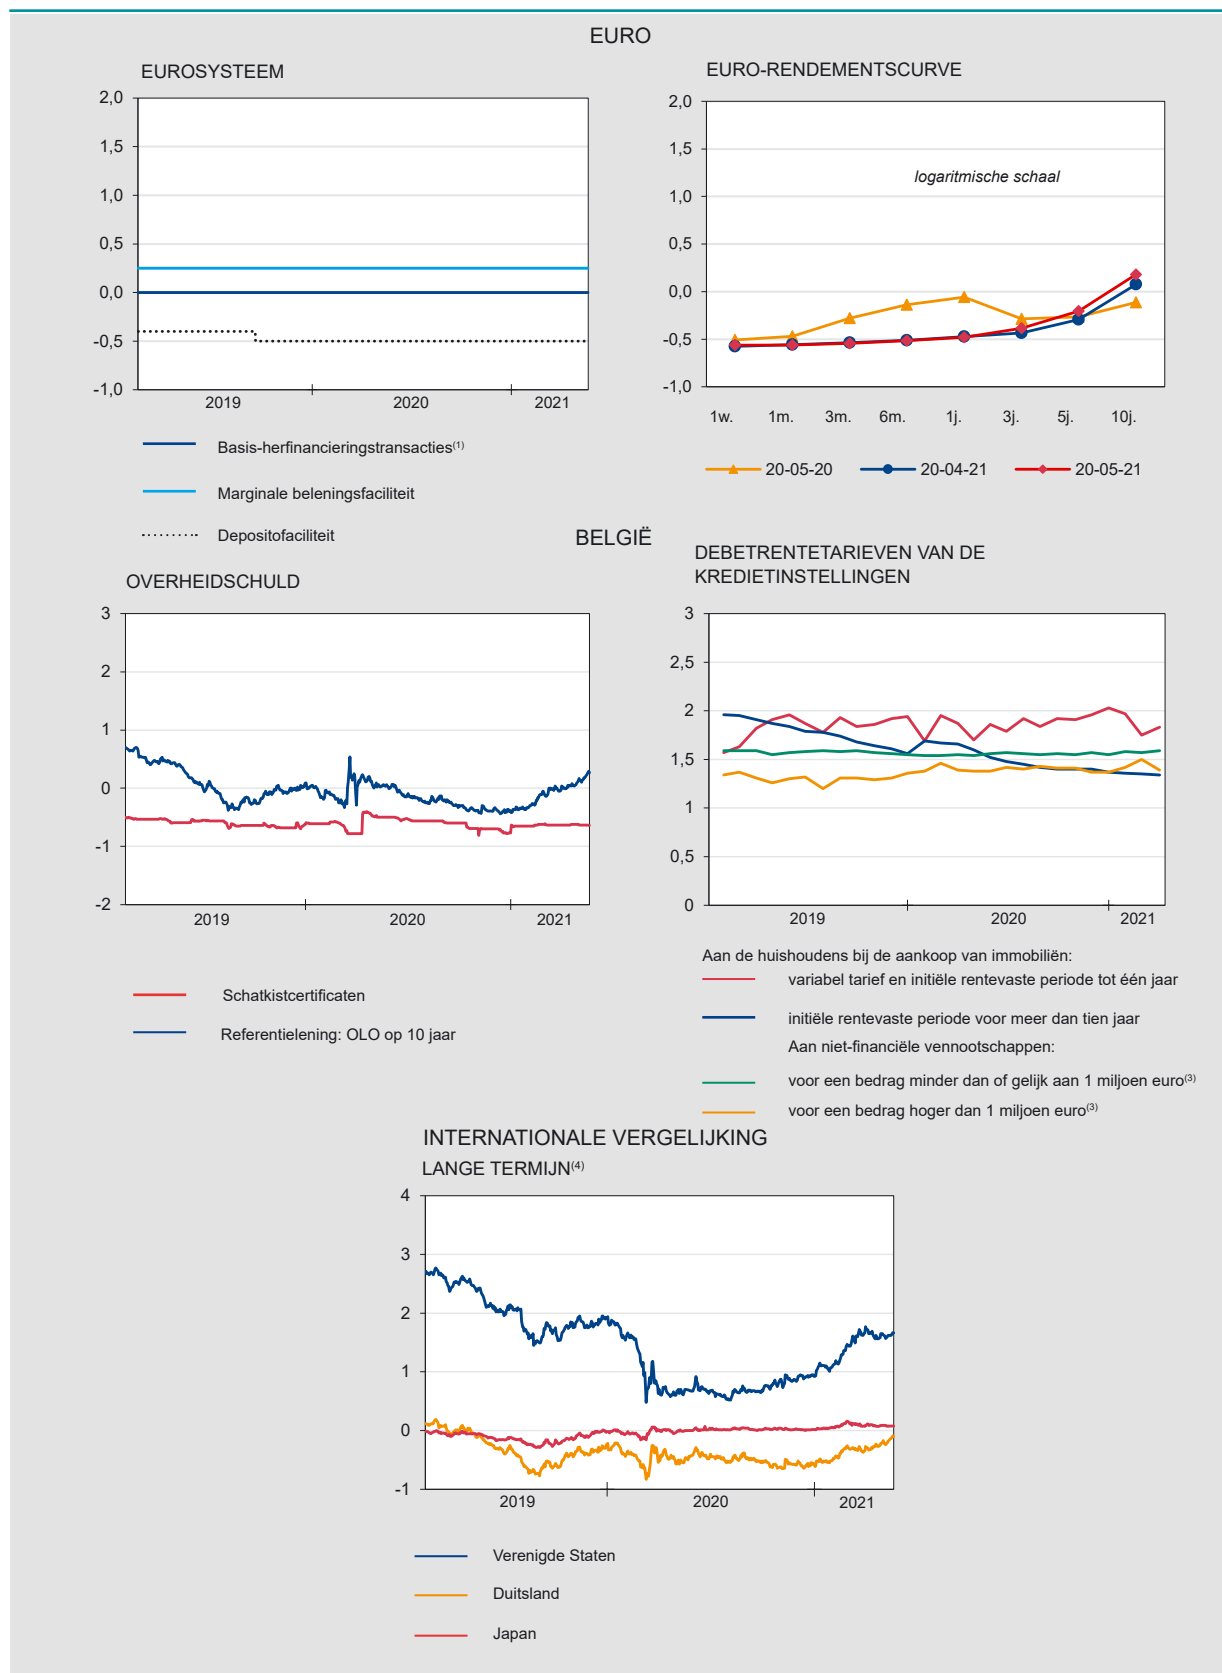 EURO
EUROSYSTEEM
2,0
1,5
1,0
0,5
0,0
-0,5
-1,0
2019
2020
2021
Basis-herfinancieringstransacties(1)
Marginale beleningsfaciliteit
Depositofaciliteit
EURO-RENDEMENTSCURVE
2,0
1,5
1,0
0,5
0,0
-0,5
-1,0
logaritmische schaal
1w.
1m.
3m.
6m.
1j.
3j.
5j.
10j.
20-05-20
20-04-21
20-05-21
BELGIË
OVERHEIDSCHULD
3
2
1
0
-1
-2
2019
2020
2021
Schatkistcertificaten
Referentielening: OLO op 10 jaar
DEBETRENTETARIEVEN VAN DE
KREDIETINSTELLINGEN
3
2,5
2
1,5
1
0,5
0
2019
2020
2021
Aan de huishoudens bij de aankoop van immobiliën:
variabel tarief en initiële rentevaste periode tot één jaar
initiële rentevaste periode voor meer dan tien jaar
Aan niet-financiële vennootschappen:
voor een bedrag minder dan of gelijk aan 1 miljoen euro(3)
voor een bedrag hoger dan 1 miljoen euro(3)
INTERNATIONALE VERGELIJKING
LANGE TERMIJN(4)
4
3
2
1
0
-1
2019
2020
2021
Verenigde Staten
Duitsland
Japan